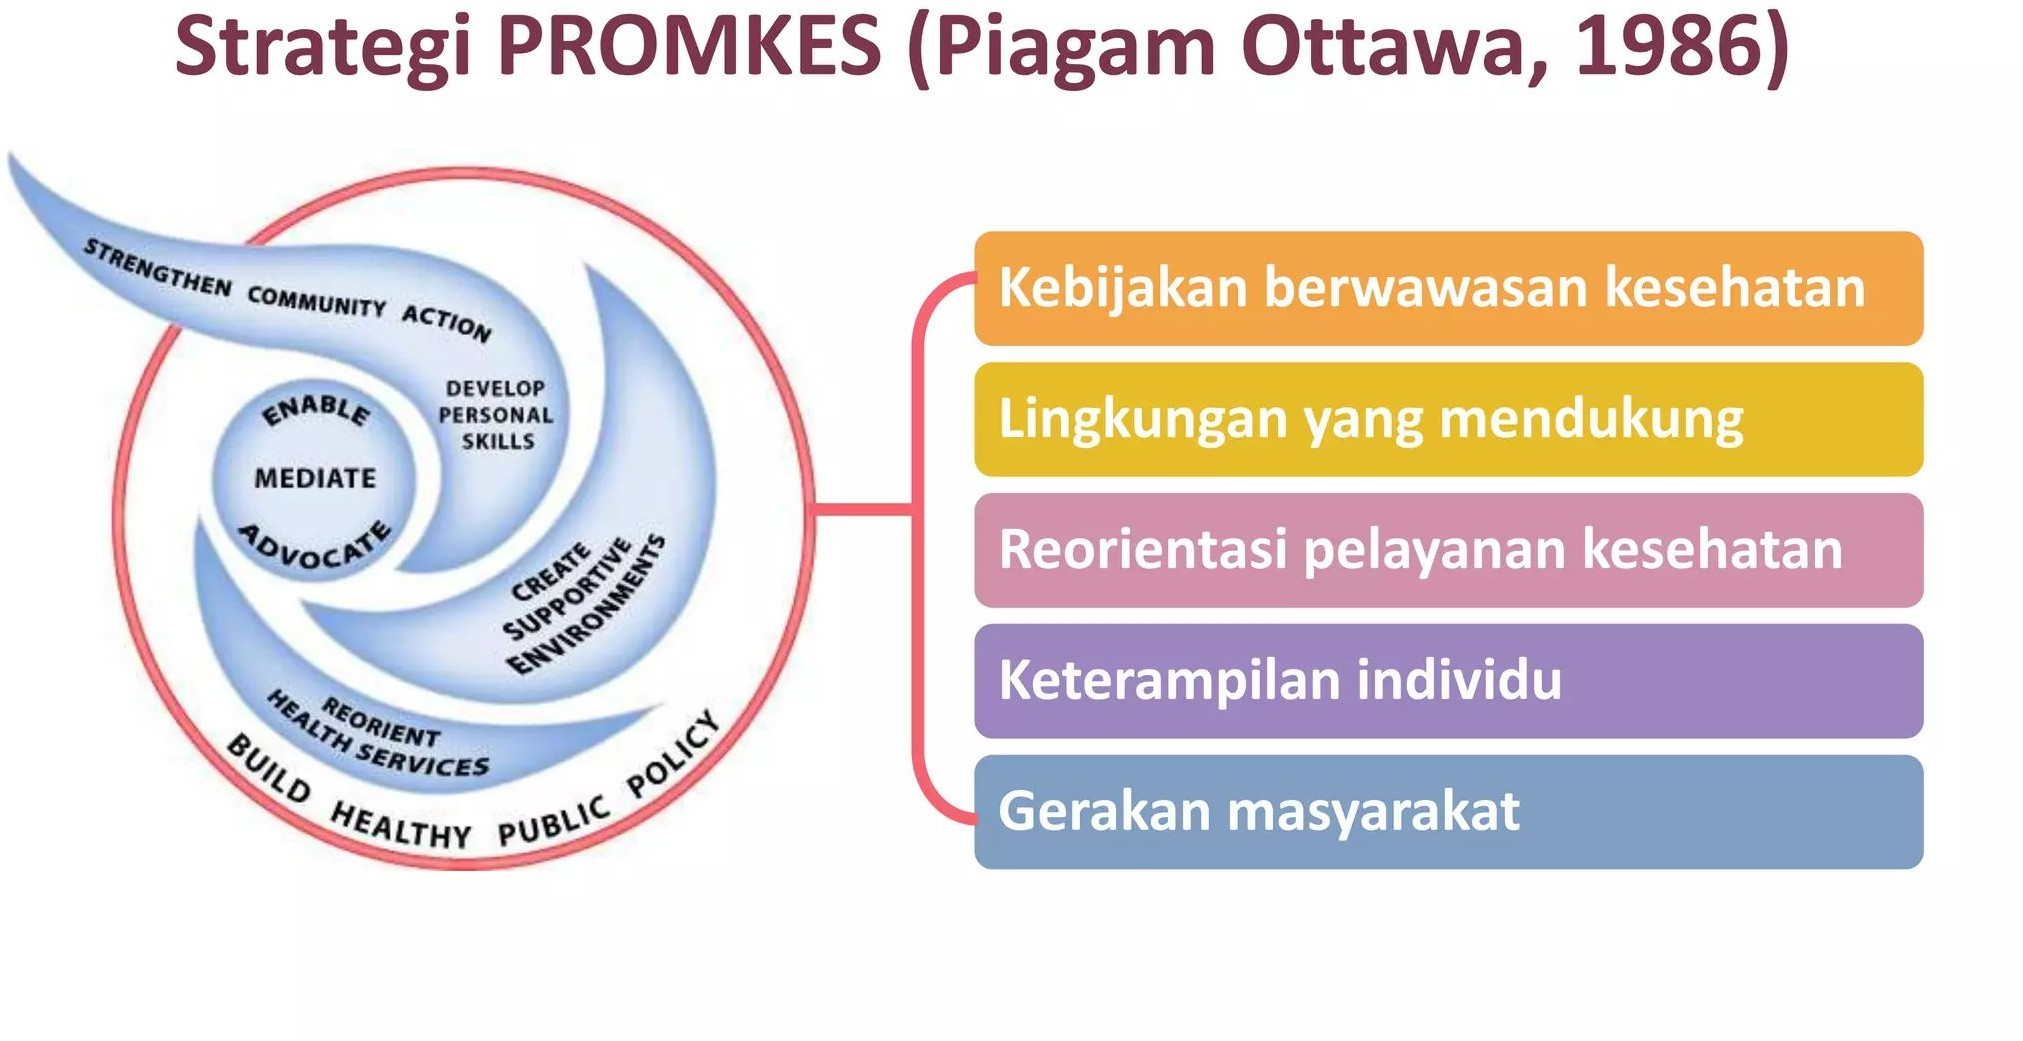 Strategi PROMKES (Piagam Ottawa, 1986)
STRENGTHEN COMMUNITY ACTION
DEVELOP
PERSONAL
SKILLS
ENABLE
MEDIATE
ADVOCATE
CREATE
SUPPORTIVE
ENVIRONMENTS
REORIENT
HEALTH SERVICES
BUILD HEALTHY PUBLIC POLICY
Kebijakan berwawasan kesehatan
Lingkungan yang mendukung
Reorientasi pelayanan kesehatan
Keterampilan individu
Gerakan masyarakat